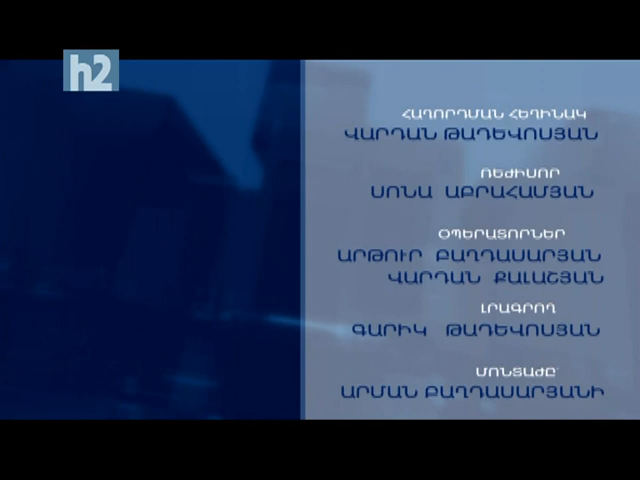 h2
ՀԱՂՈՐԴՄԱՆ ՀԵՂԻՆԱԿ
ՎԱՐԴԱՆ ԹԱԴԵՎՈՍՅԱՆ
ՌԵԺԻՍՈՐ
ՍՈՆԱ ԱԲՐԱՀԱՄՅԱՆ
ՕՊԵՐԱՏՈՐՆԵՐ
ԱՐԹՈՒՐ ԲԱՂԴԱՍԱՐՅԱՆ
ՎԱՐԴԱՆ ՔԱԼԱՇՅԱՆ
ԼՐԱԳՐՈՂ
ԳԱՐԻԿ ԹԱԴԵՎՈՍՅԱՆ
ՄՈՆՏԱԺԸ՝
ԱՐՄԱՆ ԲԱՂԴԱՍԱՐՅԱՆԻ